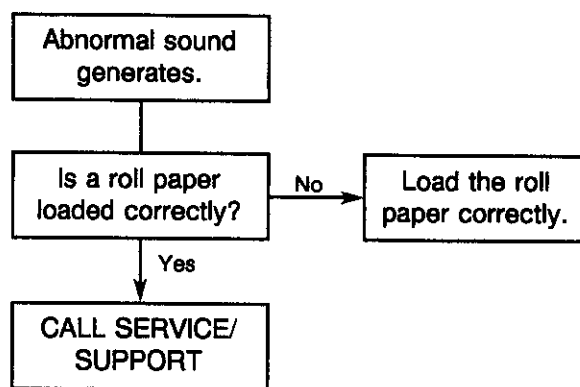 Abnormal sound
generates.
Is a roll paper
loaded correctly?
No
Load the roll
paper correctly.
Yes
CALL SERVICE/
SUPPORT